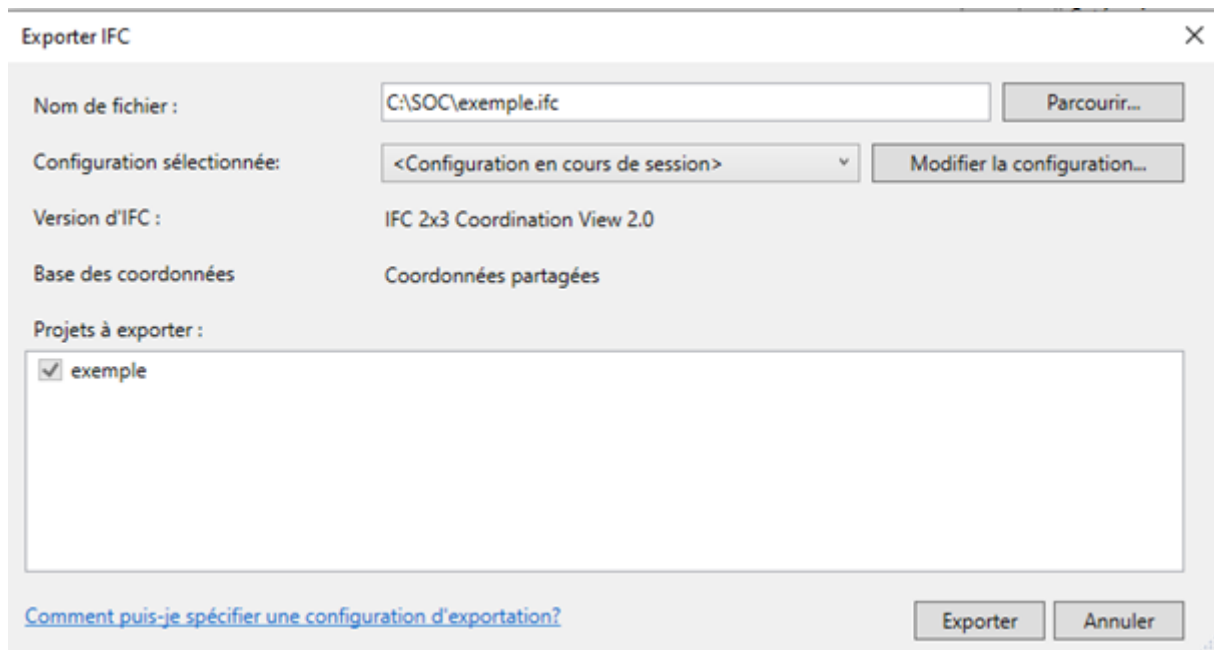 Exporter IFC
Nom de fichier :
C:\SOC\exemple.ifc
Parcourir...
Configuration sélectionnée:
<Configuration en cours de session>
Modifier la configuration...
Version d'IFC :
IFC 2x3 Coordination View 2.0
Base des coordonnées
Coordonnées partagées
Projets à exporter :
exemple
Comment puis-je spécifier une configuration d'exportation?
Exporter
Annuler